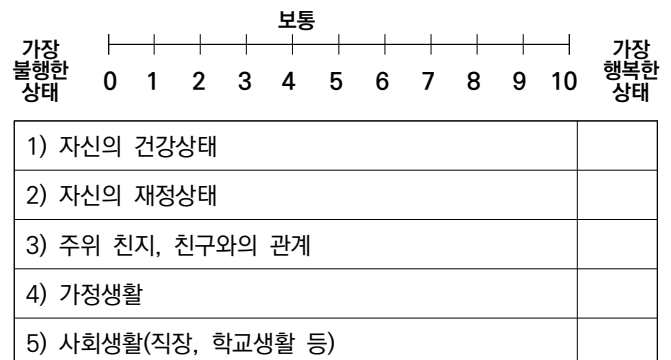 보통
가장
불행한
상태
0 1 2 3 4 5 6 7 8 9 10
가장
행복한
상태
1) 자신의 건강상태
2) 자신의 재정상태
3) 주위 친지, 친구와의 관계
4) 가정생활
5) 사회생활(직장, 학교생활 등)